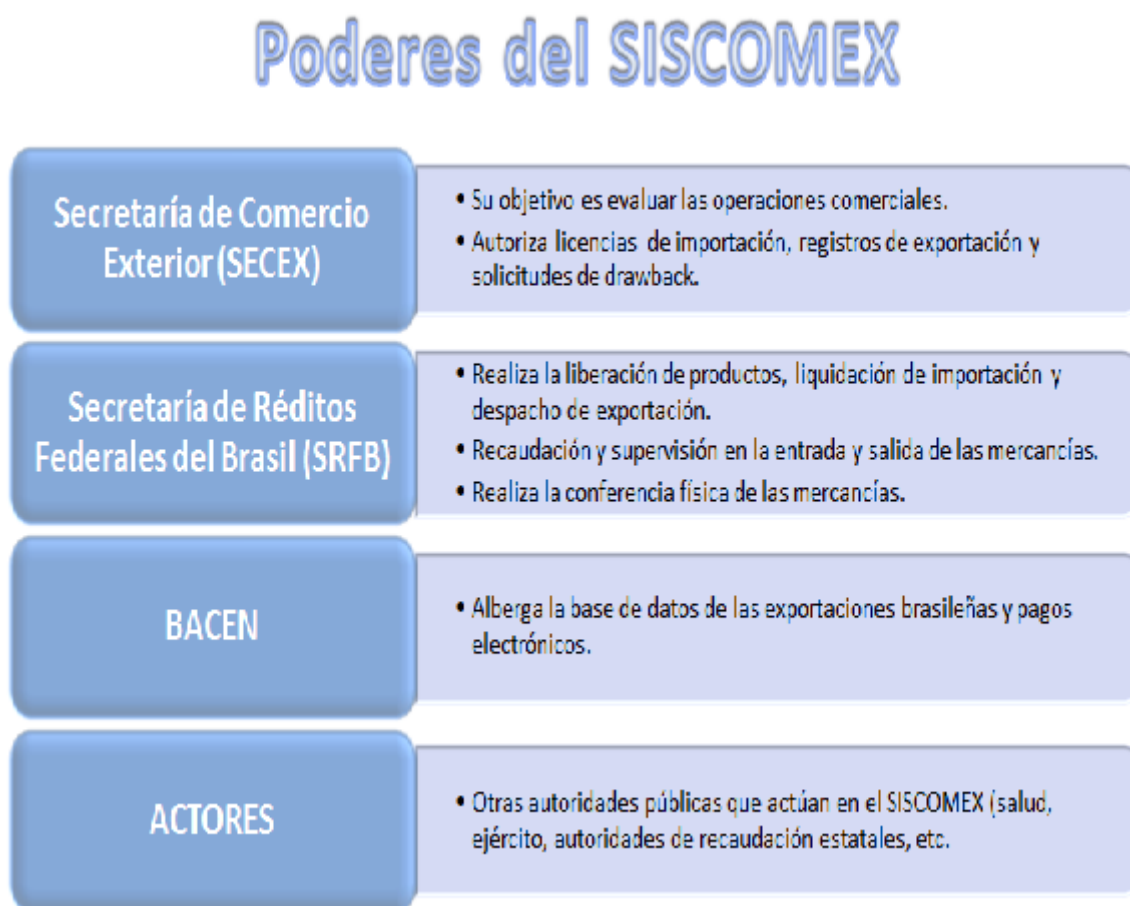 Poderes del SISCOMEX
Secretaría de Comercio
Exterior (SECEX)
• Su objetivo es evaluar las operaciones comerciales.
• Autoriza licencias de importación, registros de exportación y
solicitudes de drawback.
Secretaría de Réditos
Federales del Brasil (SRFB)
• Realiza la liberación de productos, liquidación de importación y
despacho de exportación.
• Recaudación y supervisión en la entrada y salida de las mercancías.
• Realiza la conferencia física de las mercancías.
BACEN
• Alberga la base de datos de las exportaciones brasileñas y pagos
electrónicos.
ACTORES
• Otras autoridades públicas que actúan en el SISCOMEX (salud,
ejército, autoridades de recaudación estatales, etc.